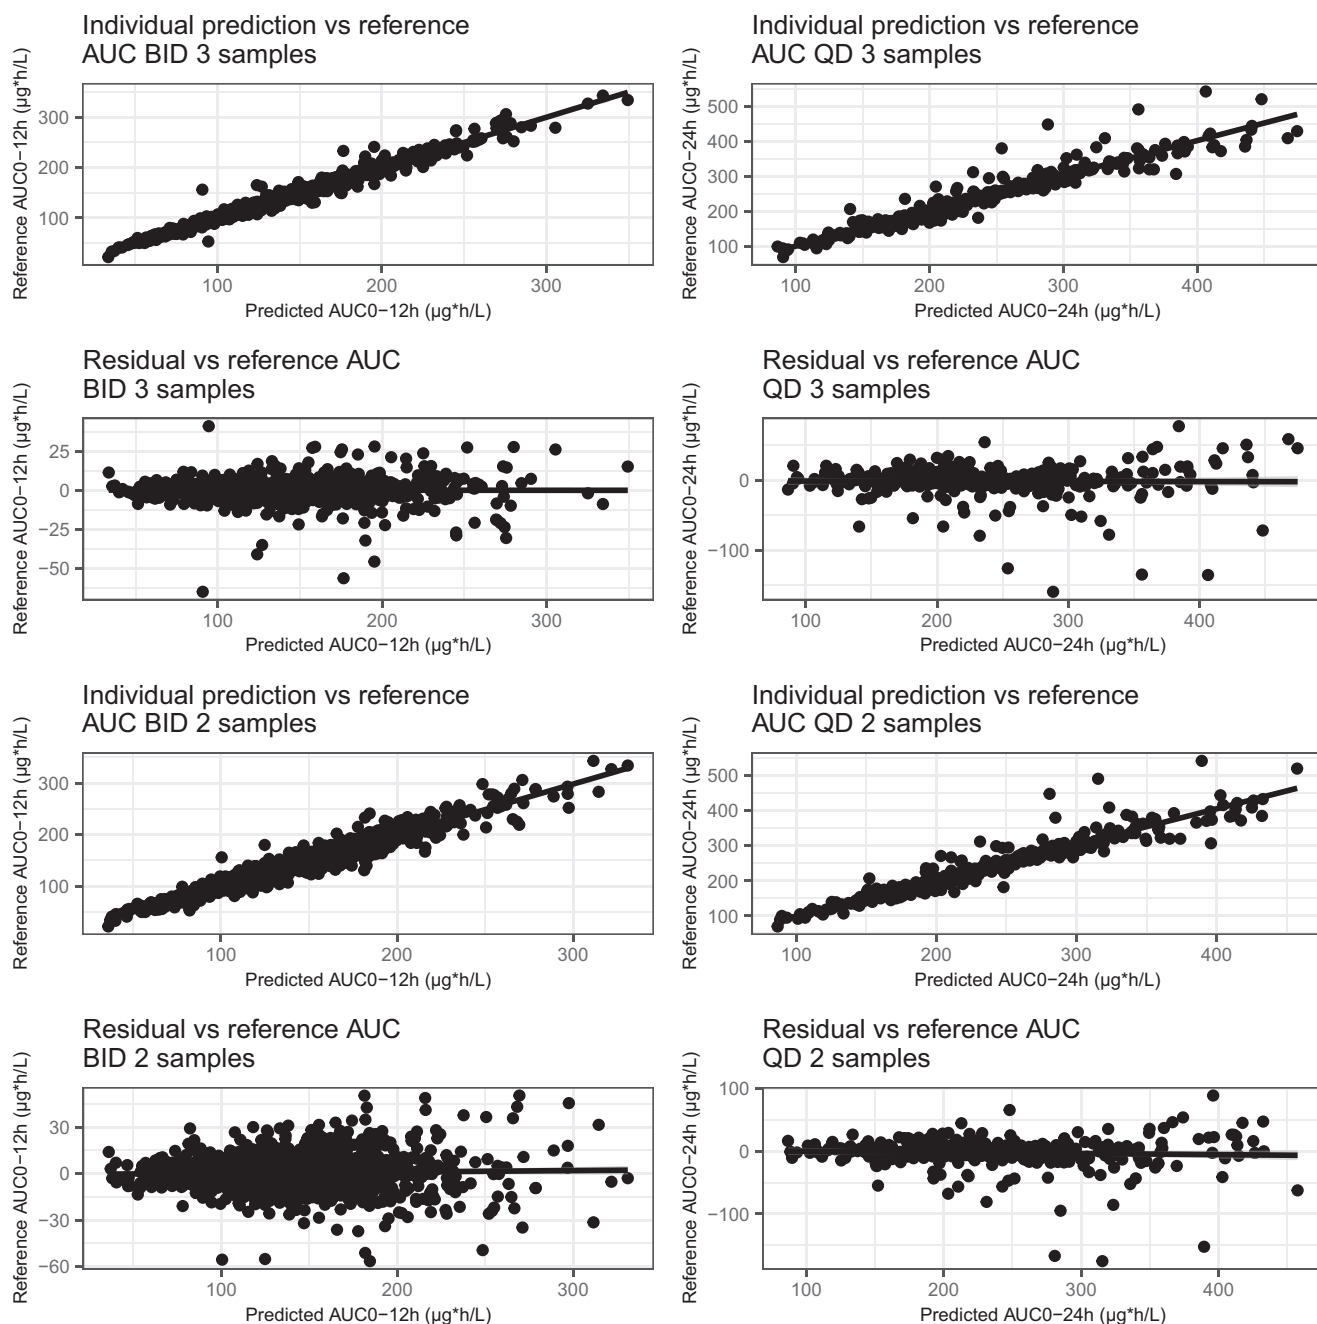 Individual prediction vs reference
AUC BID 3 samples
Reference AUC0−12h (µg*h/L)
300
200
100
100 200 300
Predicted AUC0−12h (µg*h/L)
Individual prediction vs reference
AUC QD 3 samples
Reference AUC0−24h (µg*h/L)
500
400
300
200
100
100 200 300 400
Predicted AUC0−24h (µg*h/L)
Residual vs reference AUC
BID 3 samples
Reference AUC0−12h (µg*h/L)
25
0
−25
−50
100 200 300
Predicted AUC0−12h (µg*h/L)
Residual vs reference AUC
QD 3 samples
Reference AUC0−24h (µg*h/L)
0
−100
100 200 300 400
Predicted AUC0−24h (µg*h/L)
Individual prediction vs reference
AUC BID 2 samples
Reference AUC0−12h (µg*h/L)
300
200
100
100 200 300
Predicted AUC0−12h (µg*h/L)
Individual prediction vs reference
AUC QD 2 samples
Reference AUC0−24h (µg*h/L)
500
400
300
200
100
100 200 300 400
Predicted AUC0−24h (µg*h/L)
Residual vs reference AUC
BID 2 samples
Reference AUC0−12h (µg*h/L)
30
0
−30
−60
100 200 300
Predicted AUC0−12h (µg*h/L)
Residual vs reference AUC
QD 2 samples
Reference AUC0−24h (µg*h/L)
100
0
−100
100 200 300 400
Predicted AUC0−24h (µg*h/L)